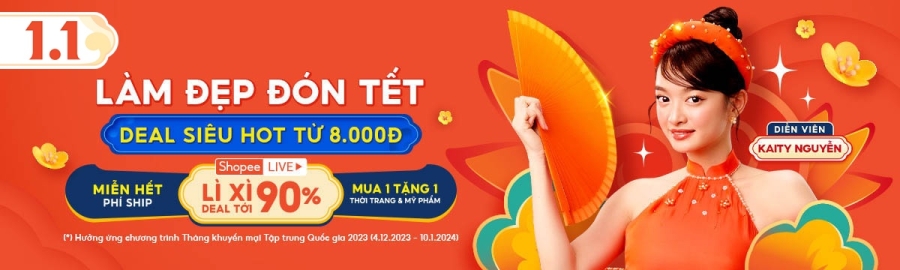 1.1
LÀM ĐẸP ĐÓN TẾT
DEAL SIÊU HOT TỪ 8.000Đ
Shopee LIVE
MIỄN HẾT
PHÍ SHIP
LÌ XÌ
DEAL TỚI 90%
MUA 1 TẶNG 1
THỜI TRANG & MỸ PHẨM
(*) Hưởng ứng chương trình Tháng khuyến mại Tập trung Quốc gia 2023 (4.12.2023 - 10.1.2024)
DIỄN VIÊN
KAITY NGUYỄN